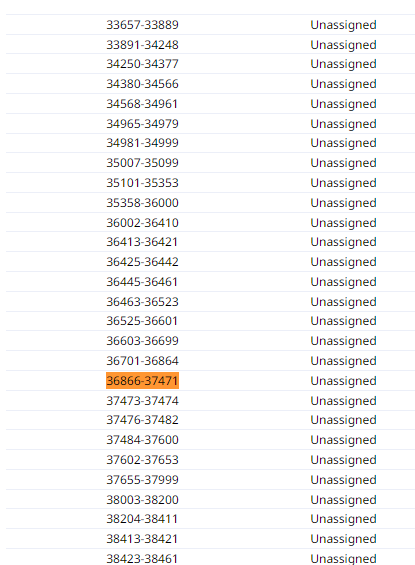 33657-33889 Unassigned
33891-34248 Unassigned
34250-34377 Unassigned
34380-34566 Unassigned
34568-34961 Unassigned
34965-34979 Unassigned
34981-34999 Unassigned
35007-35099 Unassigned
35101-35353 Unassigned
35358-36000 Unassigned
36002-36410 Unassigned
36413-36421 Unassigned
36425-36442 Unassigned
36445-36461 Unassigned
36463-36523 Unassigned
36525-36601 Unassigned
36603-36699 Unassigned
36701-36864 Unassigned
36866-37471 Unassigned
37473-37474 Unassigned
37476-37482 Unassigned
37484-37600 Unassigned
37602-37653 Unassigned
37655-37999 Unassigned
38003-38200 Unassigned
38204-38411 Unassigned
38413-38421 Unassigned
38423-38461 Unassigned